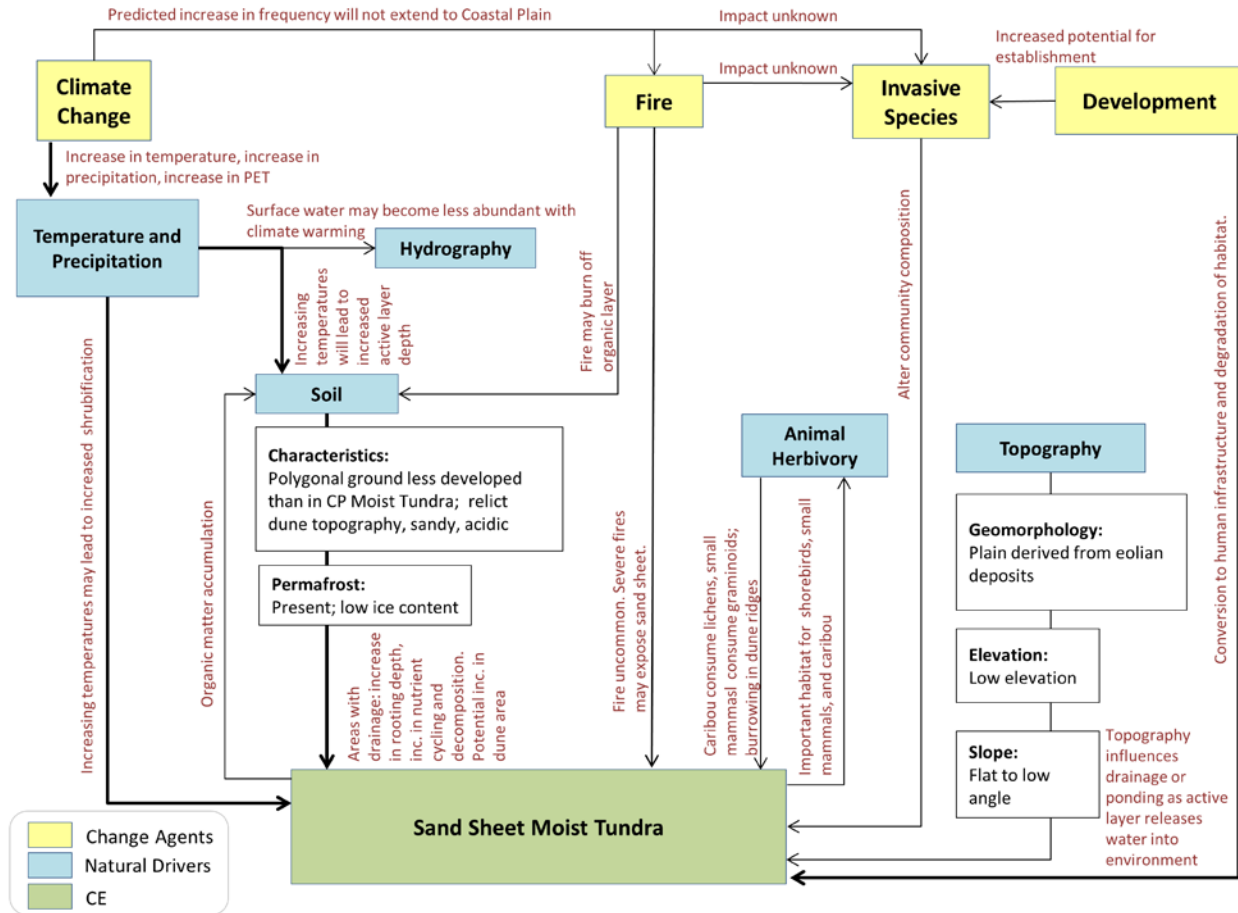 Predicted increase in frequency will not extend to Coastal Plain
Impact unknown
Increased potential for
establishment
Climate
Change
Fire
Impact unknown
Invasive
Species
Development
Increase in temperature, increase in
precipitation, increase in PET
Surface water may become less abundant with
climate warming
Temperature and
Precipitation
Hydrography
Increasing
temperatures
will lead to
increased
active layer
depth
Fire may burn off
organic layer
Alter community composition
Conversion to human infrastructure and degradation of habitat.
Increasing temperatures may lead to increased shrubification
Soil
Characteristics:
Polygonal ground less developed
than in CP Moist Tundra; relict
dune topography, sandy, acidic
Permafrost:
Present; low ice content
Organic matter accumulation
Areas with
drainage: increase
in rooting depth,
inc. in nutrient
cycling and
decomposition.
Potential inc. in
dune area
Fire uncommon. Severe fires
may expose sand sheet.
Animal
Herbivory
Caribou consume lichens, small
mammasl consume graminoids;
burrowing in dune ridges
Important habitat for shorebirds, small
mammals, and caribou
Topography
Geomorphology:
Plain derived from eolian
deposits
Elevation:
Low elevation
Slope:
Flat to low
angle
Topography
influences
drainage or
ponding as active
layer releases
water into
environment
Sand Sheet Moist Tundra
Change Agents
Natural Drivers
CE